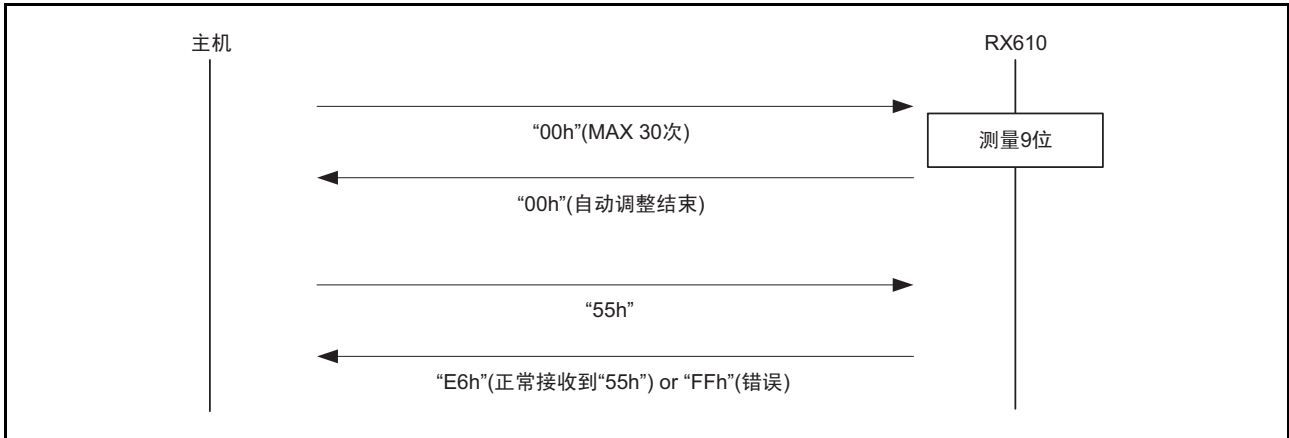 主机
RX610
“00h”(MAX 30次)
测量9位
“00h”(自动调整结束)
“55h”
“E6h”(正常接收到“55h”) or “FFh”(错误)